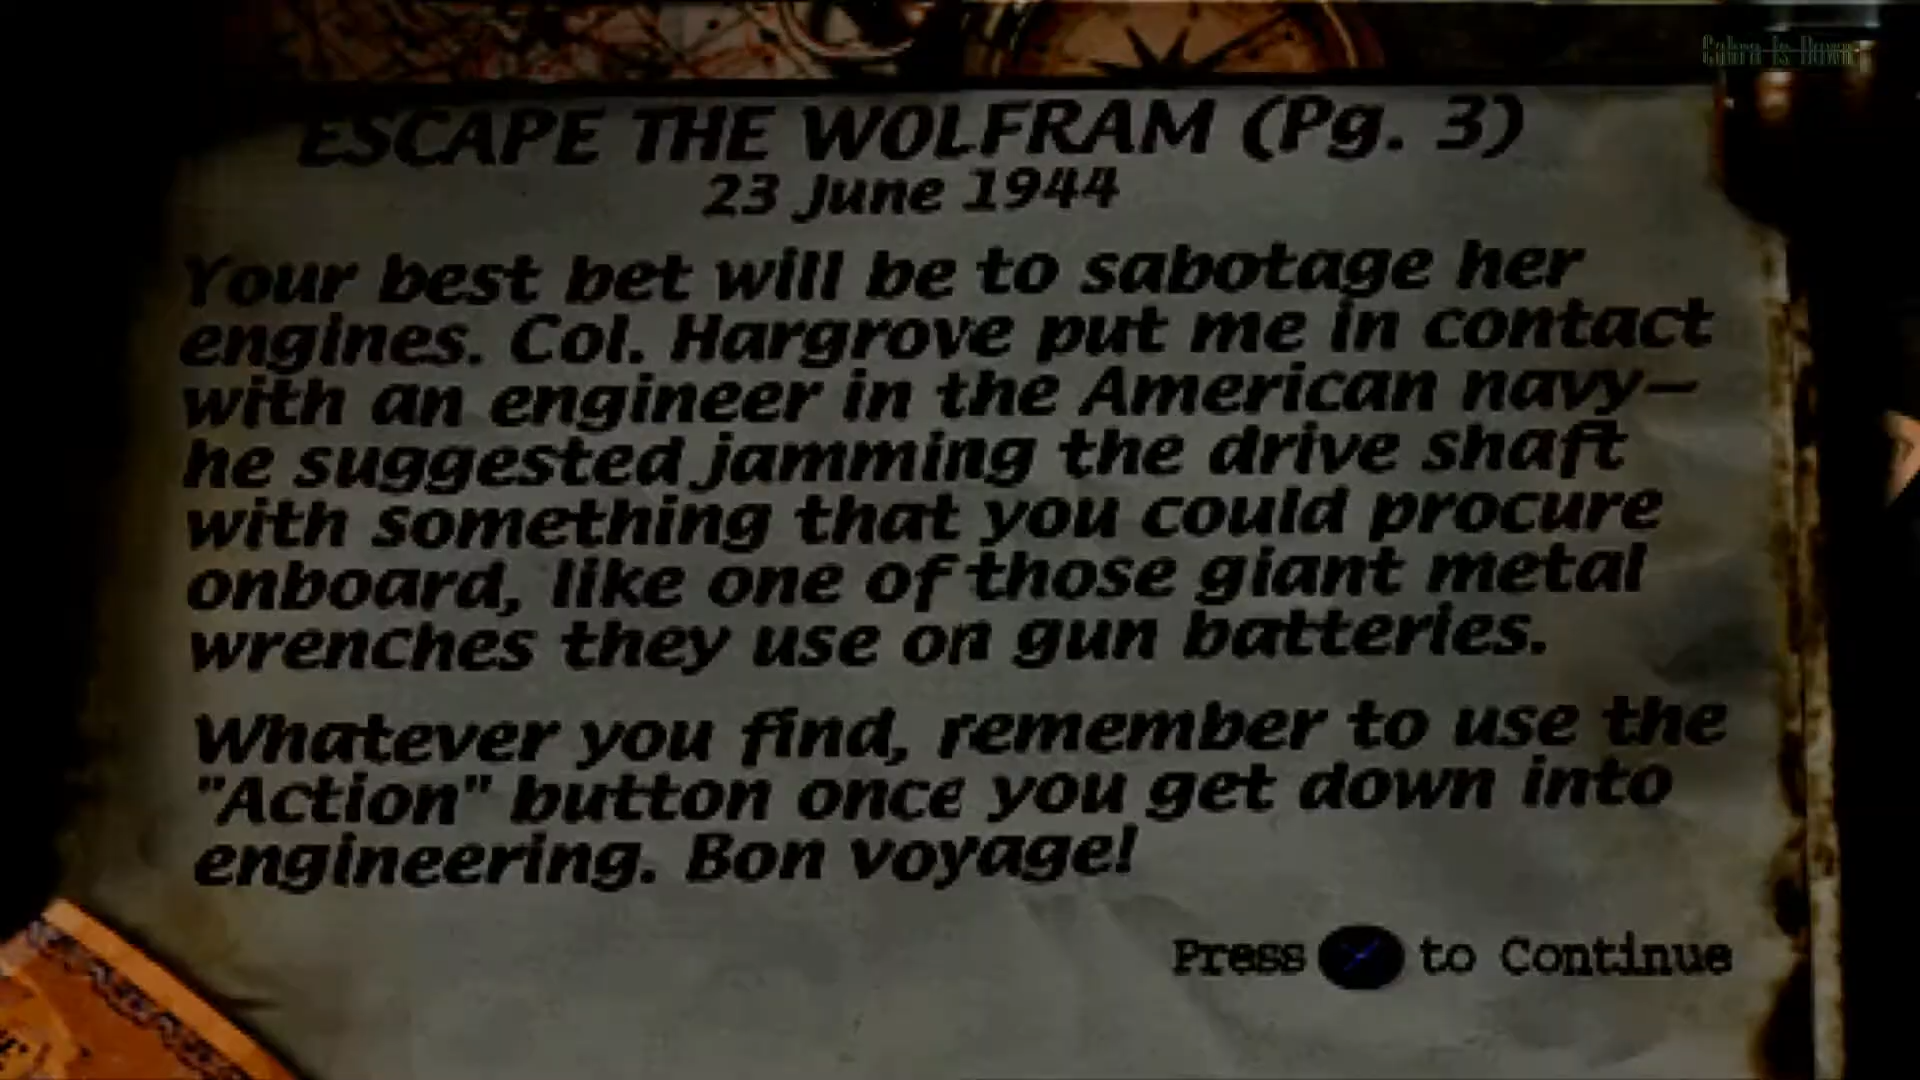 ESCAPE THE WOLFRAM (Pg. 3)
23 June 1944
Your best bet will be to sabotage her
engines. Col. Hargrove put me in contact
with an engineer in the American navy—
he suggested jamming the drive shaft
with something that you could procure
onboard, like one of those giant metal
wrenches they use on gun batteries.
Whatever you find, remember to use the
"Action" button once you get down into
engineering. Bon voyage!
Press X to Continue